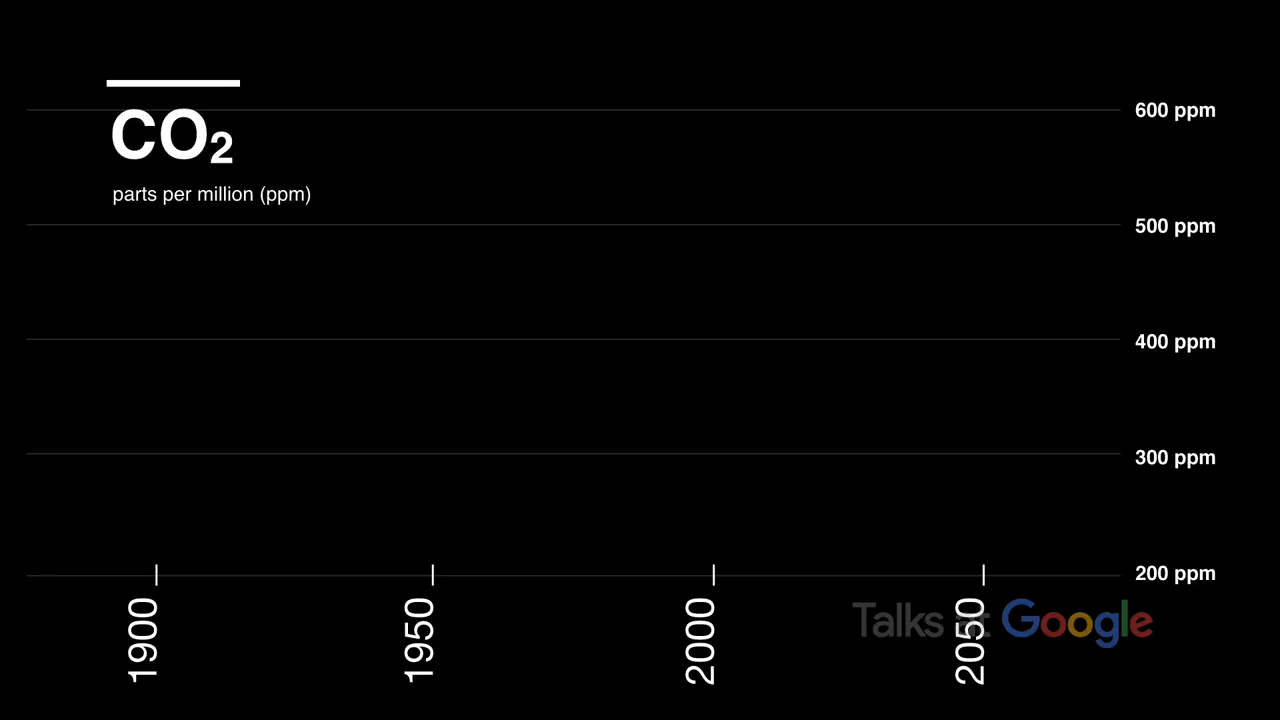 CO₂
parts per million (ppm)
600 ppm
500 ppm
400 ppm
300 ppm
200 ppm
1900
1950
2000
2050
Talks at Google